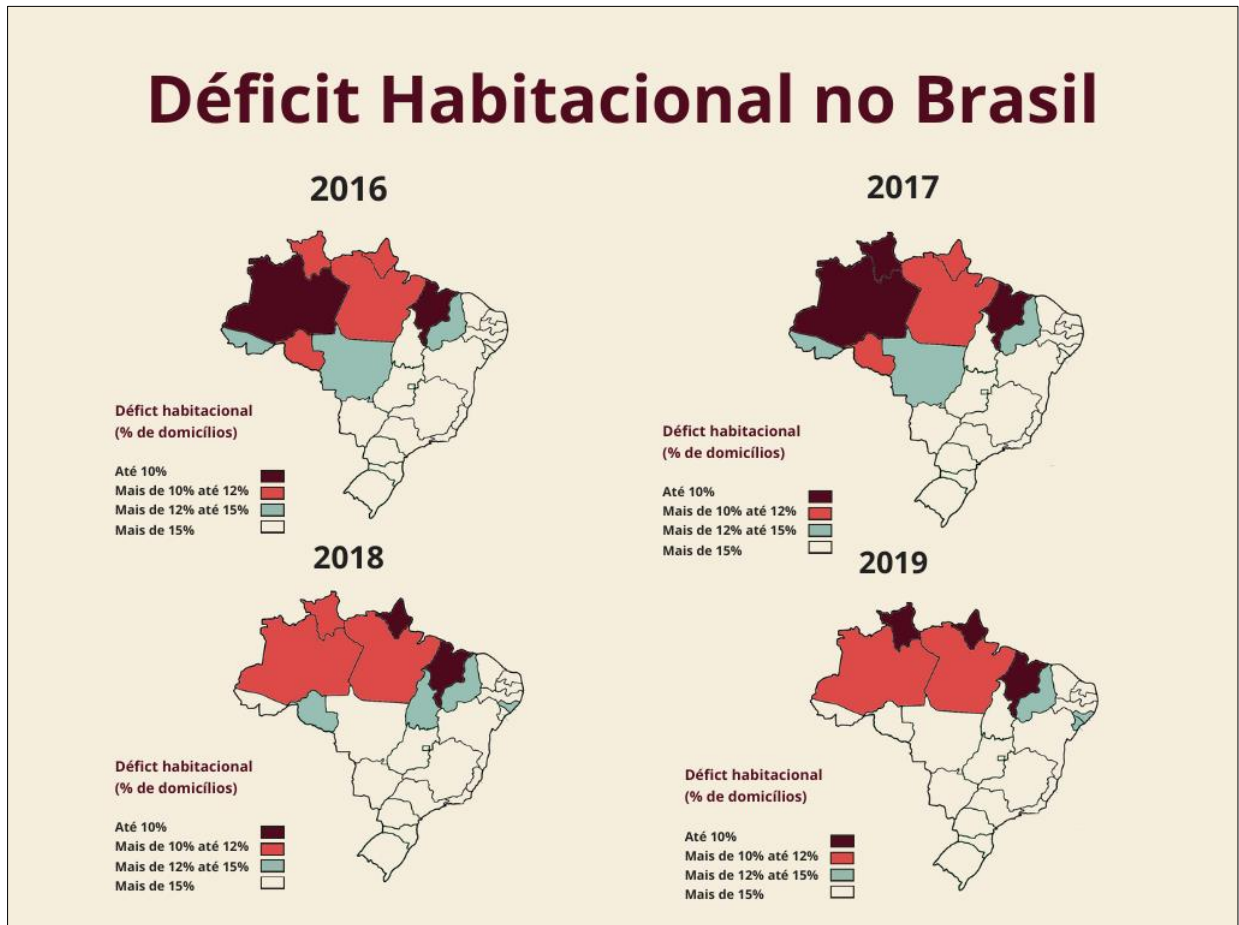 Déficit Habitacional no Brasil
2016
Défict habitacional
(% de domicílios)
Até 10%
Mais de 10% até 12%
Mais de 12% até 15%
Mais de 15%
2017
Défict habitacional
(% de domicílios)
Até 10%
Mais de 10% até 12%
Mais de 12% até 15%
Mais de 15%
2018
Défict habitacional
(% de domicílios)
Até 10%
Mais de 10% até 12%
Mais de 12% até 15%
Mais de 15%
2019
Défict habitacional
(% de domicílios)
Até 10%
Mais de 10% até 12%
Mais de 12% até 15%
Mais de 15%